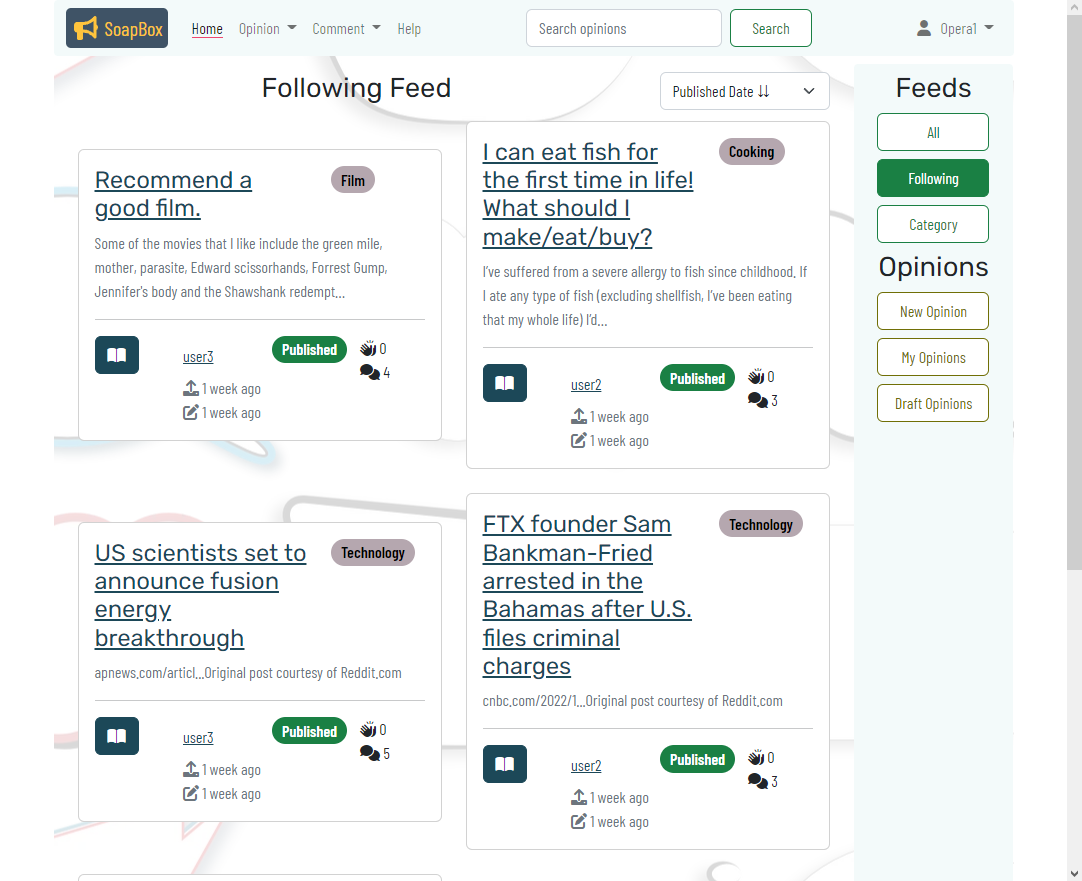 SoapBox
Home
Opinion
Comment
Help
Search opinions
Search
Opera1
Following Feed
Published Date
Recommend a
good film.
Film
Some of the movies that I like include the green mile,
mother, parasite, Edward scissorhands, Forrest Gump,
Jennifer's body and the Shawshank redempt...
user3
Published
0
4
1 week ago
1 week ago
I can eat fish for
the first time in life!
What should I
make/eat/buy?
Cooking
I've suffered from a severe allergy to fish since childhood. If
I ate any type of fish (excluding shellfish, I've been eating
that my whole life) I'd...
user2
Published
0
3
1 week ago
1 week ago
US scientists set to
announce fusion
energy
breakthrough
Technology
apnews.com/articl...Original post courtesy of Reddit.com
user3
Published
0
5
1 week ago
1 week ago
FTX founder Sam
Bankman-Fried
arrested in the
Bahamas after U.S.
files criminal
charges
Technology
cnbc.com/2022/1...Original post courtesy of Reddit.com
user2
Published
0
3
1 week ago
1 week ago
Feeds
All
Following
Category
Opinions
New Opinion
My Opinions
Draft Opinions